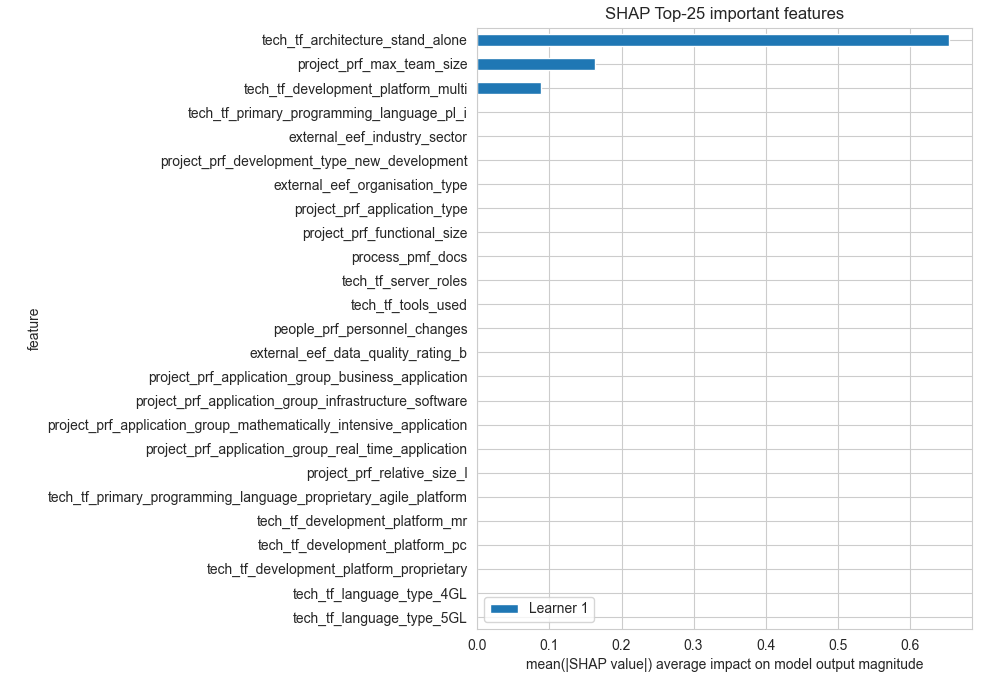 SHAP Top-25 important features
tech_tf_architecture_stand_alone
project_prf_max_team_size
tech_tf_development_platform_multi
tech_tf_primary_programming_language_pl_i
external_eef_industry_sector
project_prf_development_type_new_development
external_eef_organisation_type
project_prf_application_type
project_prf_functional_size
process_pmf_docs
tech_tf_server_roles
tech_tf_tools_used
people_prf_personnel_changes
external_eef_data_quality_rating_b
project_prf_application_group_business_application
project_prf_application_group_infrastructure_software
project_prf_application_group_mathematically_intensive_application
project_prf_application_group_real_time_application
project_prf_relative_size_l
tech_tf_primary_programming_language_proprietary_agile_platform
tech_tf_development_platform_mr
tech_tf_development_platform_pc
tech_tf_development_platform_proprietary
tech_tf_language_type_4GL
tech_tf_language_type_5GL
feature
Learner 1
0.0 0.1 0.2 0.3 0.4 0.5 0.6
mean(|SHAP value|) average impact on model output magnitude